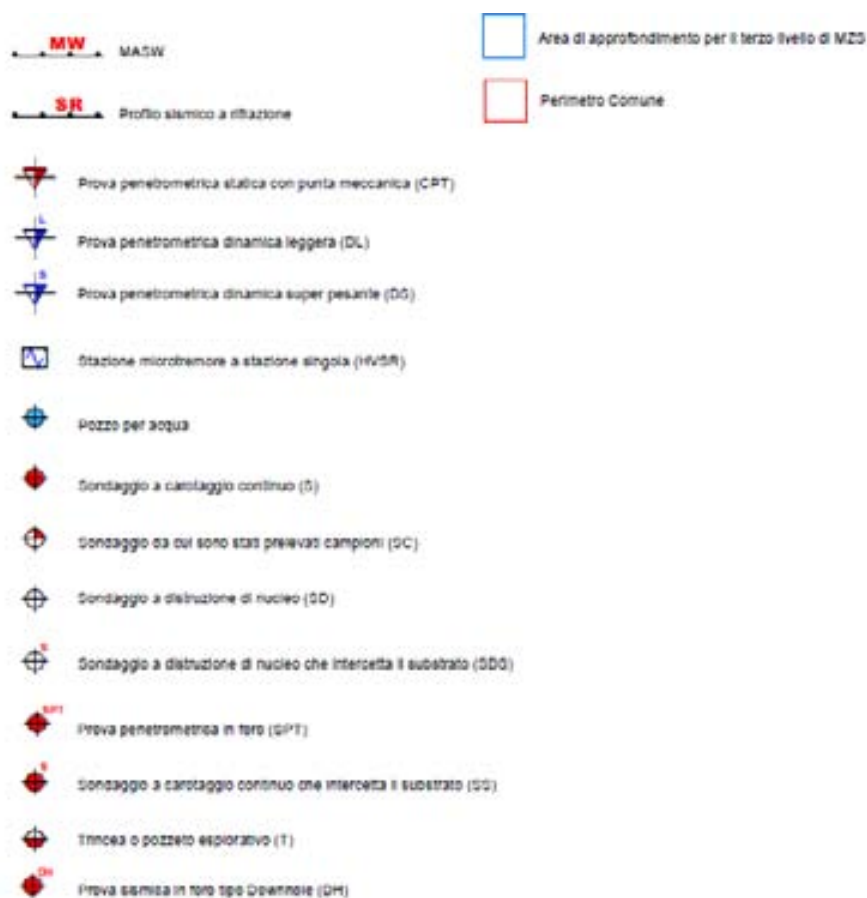 MW
MASW
SR
Profilo sismico a rifrazione
Prova penetrometrica statica con punta meccanica (CPT)
L
Prova penetrometrica dinamica leggera (DL)
S
Prova penetrometrica dinamica super pesante (DS)
Stazione microtremore a stazione singola (HVSR)
Pozzo per acqua
Sondaggio a carotaggio continuo (S)
Sondaggio da cui sono stati prelevati campioni (SC)
Sondaggio a distruzione di nucleo (SD)
S
Sondaggio a distruzione di nucleo che intercetta il substrato (SDS)
SPT
Prova penetrometrica in foro (SPT)
S
Sondaggio a carotaggio continuo che intercetta il substrato (SS)
Trincea o pozzeto esplorativo (T)
DH
Prova sismica in foro tipo Downhole (DH)
Area di approfondimento per il terzo livello di MZS
Perimetro Comune